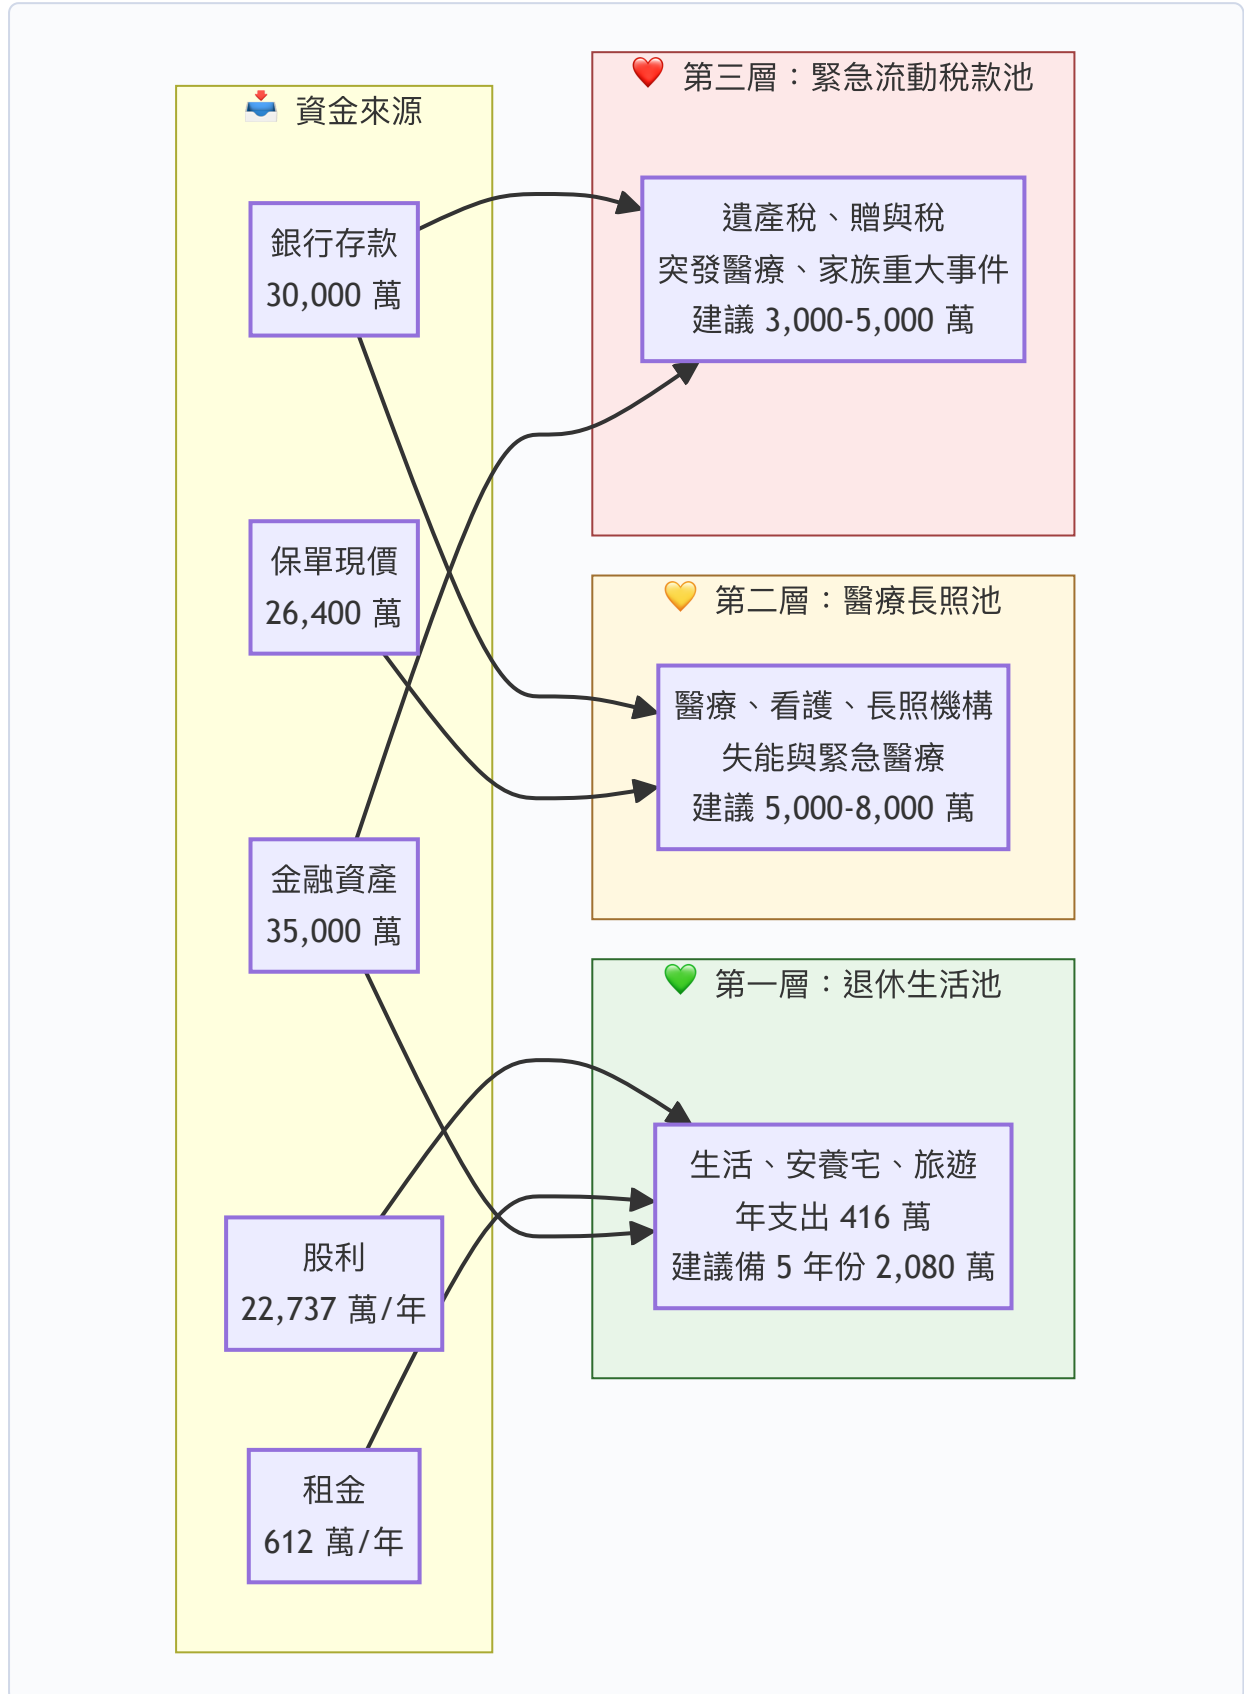 📥 資金來源
銀行存款
30,000 萬
保單現價
26,400 萬
金融資產
35,000 萬
股利
22,737 萬/年
租金
612 萬/年
❤️ 第三層：緊急流動稅款池
遺產稅、贈與稅
突發醫療、家族重大事件
建議 3,000-5,000 萬
💛 第二層：醫療長照池
醫療、看護、長照機構
失能與緊急醫療
建議 5,000-8,000 萬
💚 第一層：退休生活池
生活、安養宅、旅遊
年支出 416 萬
建議備 5 年份 2,080 萬